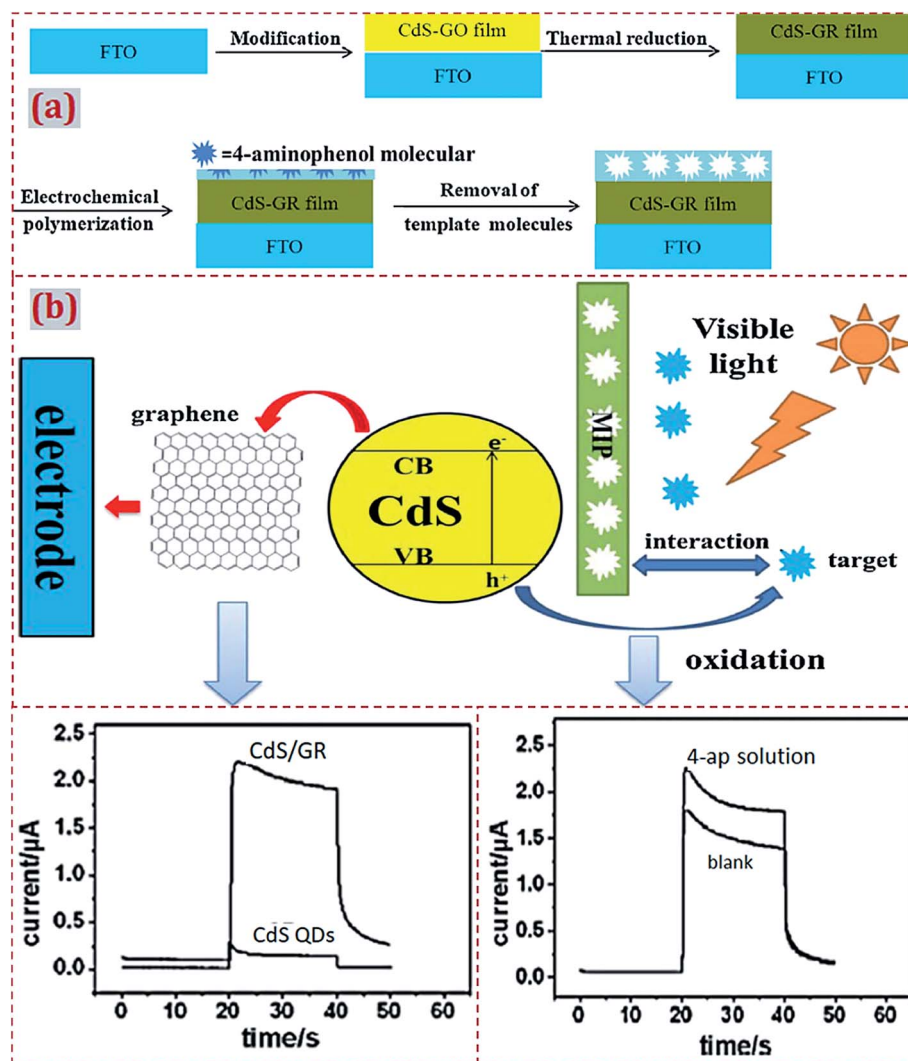 (a)
FTO
Modification
CdS-GO film
FTO
Thermal reduction
CdS-GR film
FTO
Electrochemical
polymerization
=4-aminophenol molecular
CdS-GR film
FTO
Removal of
template molecules
CdS-GR film
FTO
(b)
electrode
graphene
e-
CB
CdS
VB
h+
MIP
Visible
light
interaction
target
oxidation
current/μA
2.5
2.0
1.5
1.0
0.5
0.0
CdS/GR
CdS QDs
0 10 20 30 40 50 60
time/s
current/μA
2.5
2.0
1.5
1.0
0.5
0.0
4-ap solution
blank
0 10 20 30 40 50 60
time/s